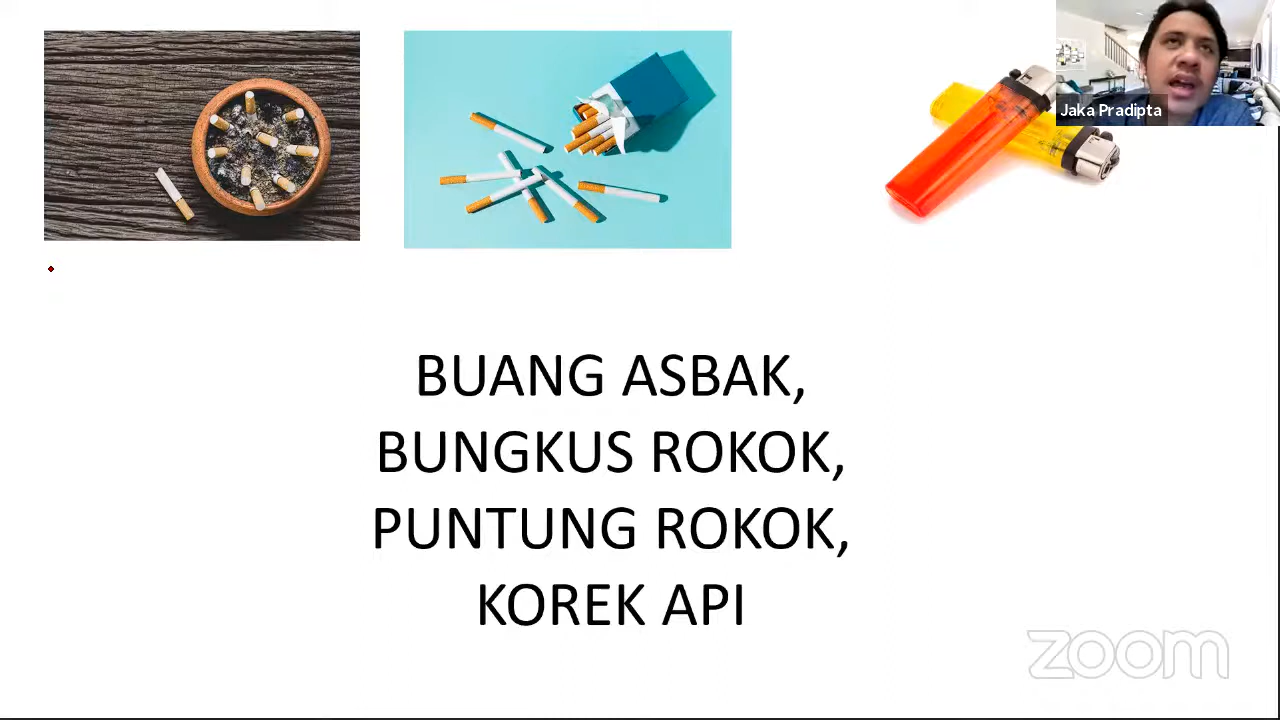 Jaka Pradipta
BUANG ASBAK,
BUNGKUS ROKOK,
PUNTUNG ROKOK,
KOREK API
zoom